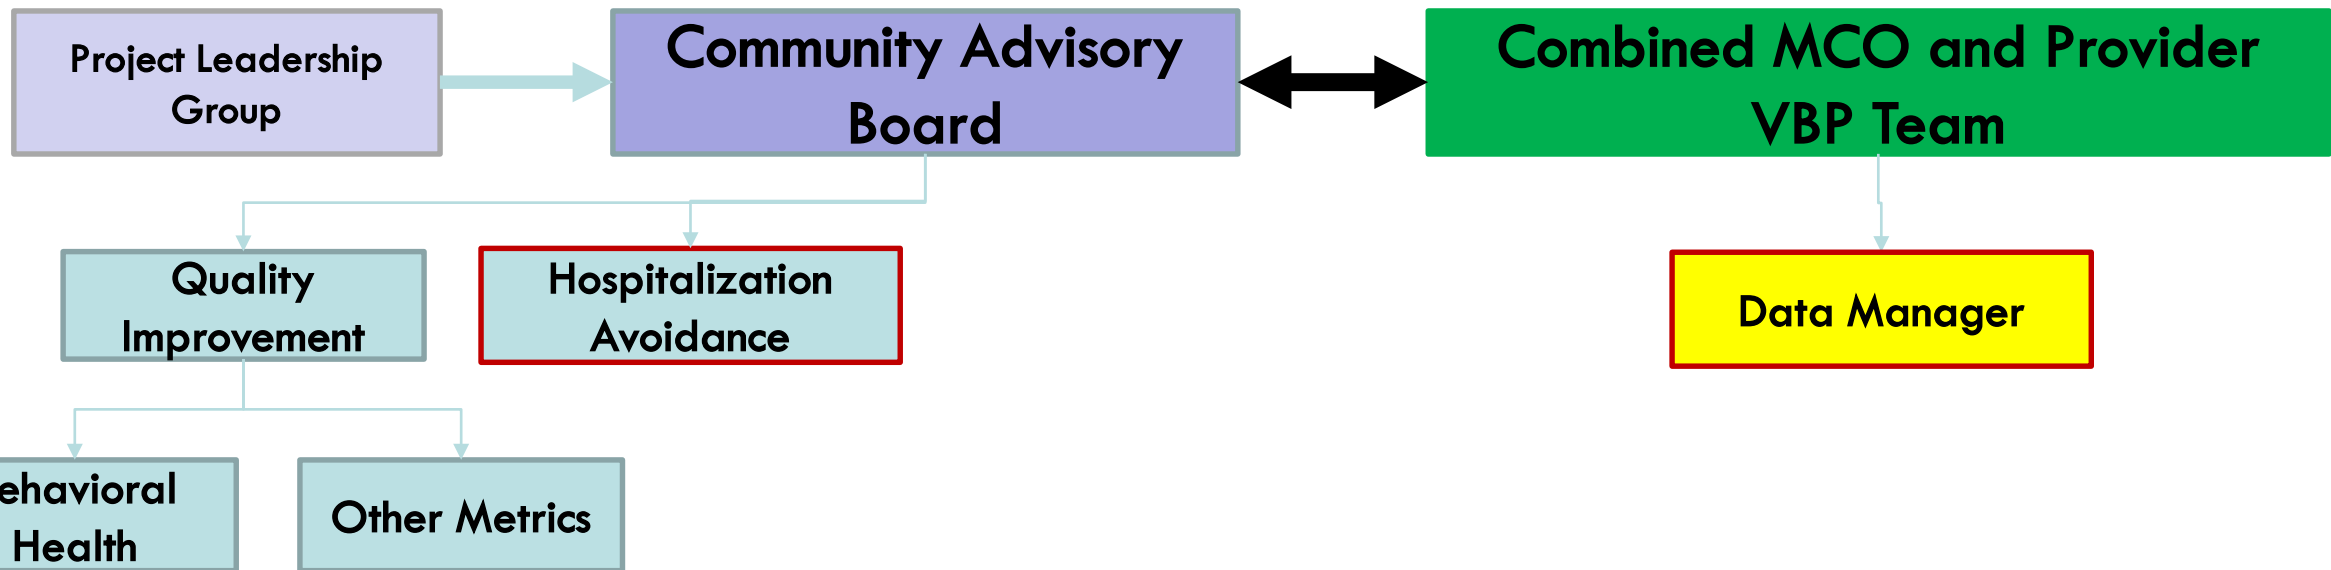 Project Leadership
Group
Community Advisory
Board
Combined MCO and Provider
VBP Team
Quality
Improvement
Hospitalization
Avoidance
Data Manager
ehavioral
Health
Other Metrics